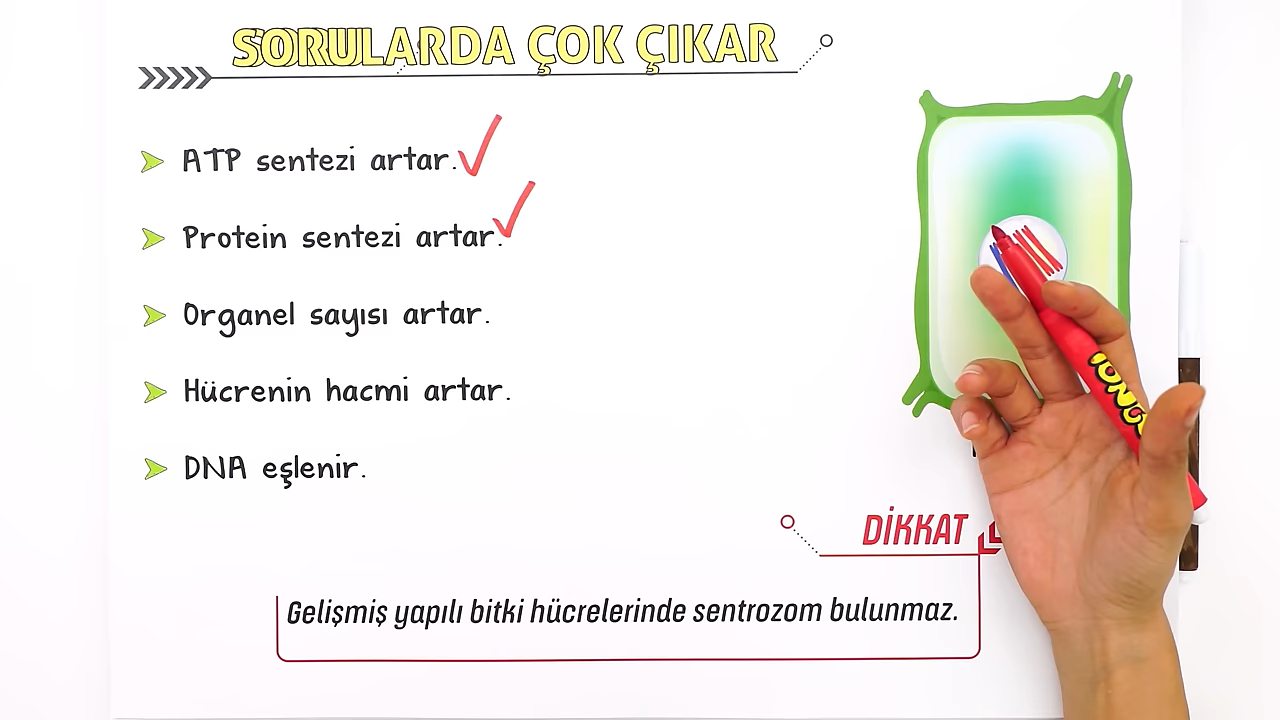 SORULARDA ÇOK ÇIKAR
ATP sentezi artar.
Protein sentezi artar.
Organel sayısı artar.
Hücrenin hacmi artar.
DNA eşlenir.
DİKKAT
Gelişmiş yapılı bitki hücrelerinde sentrozom bulunmaz.